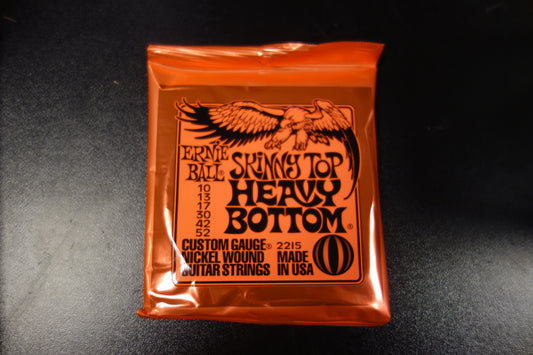 ERNIE
BALL®
SKINNY TOP
HEAVY
BOTTOM®
10
13
17
30
42
52
CUSTOM GAUGE® 2215
NICKEL WOUND MADE
GUITAR STRINGS IN USA